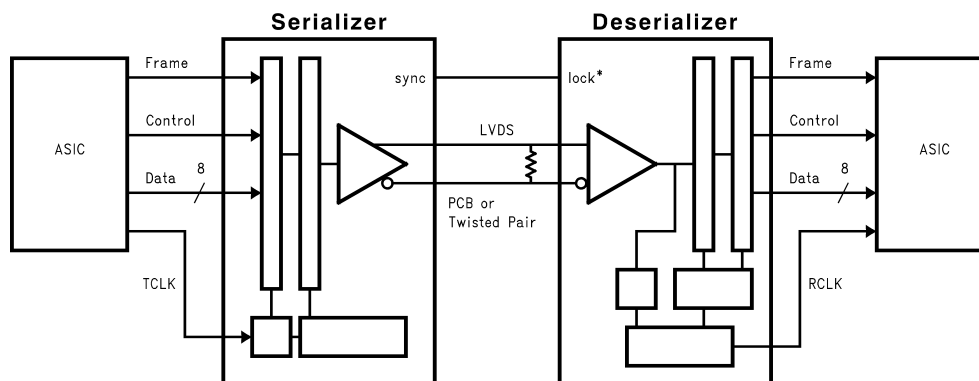 Serializer
Deserializer
Frame
sync
lock*
Frame
Control
LVDS
Control
ASIC
ASIC
Data
8
Data
8
PCB or
Twisted Pair
TCLK
RCLK